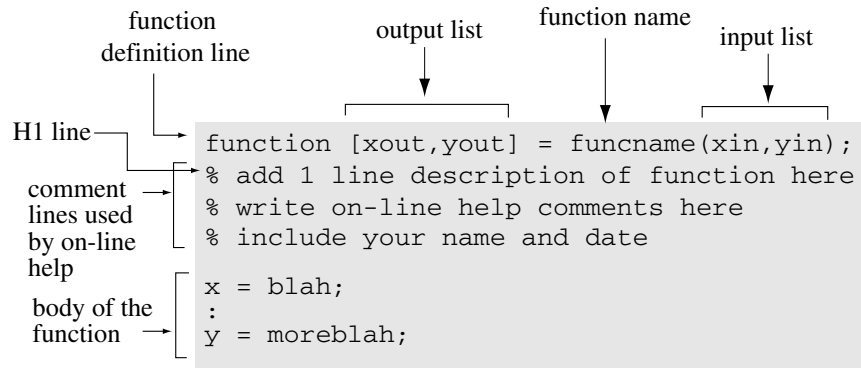 function
definition line
output list
function name
input list
H1 line
function [xout,yout] = funcname(xin,yin);
% add 1 line description of function here
% write on-line help comments here
% include your name and date
comment
lines used
by on-line
help
x = blah;
:
y = moreblah;
body of the
function